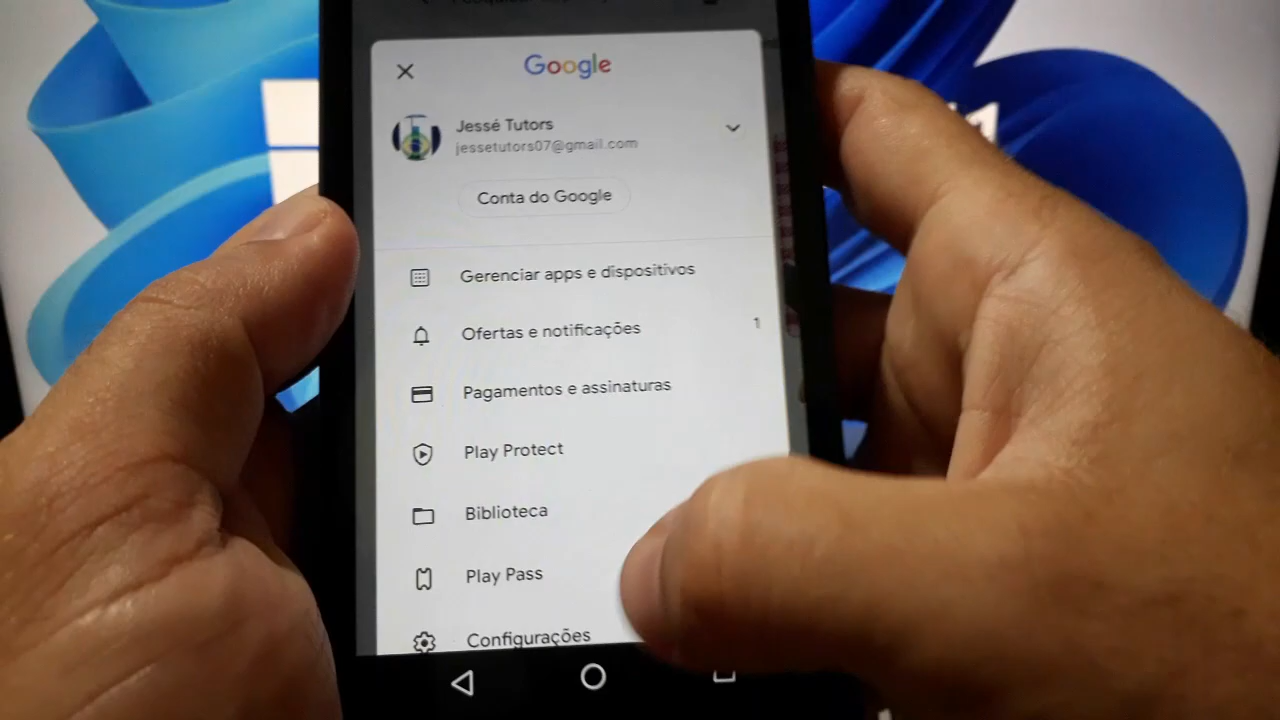 Google
Jessé Tutors
jessetutors07@gmail.com
Conta do Google
Gerenciar apps e dispositivos
Ofertas e notificações 1
Pagamentos e assinaturas
Play Protect
Biblioteca
Play Pass
Configurações